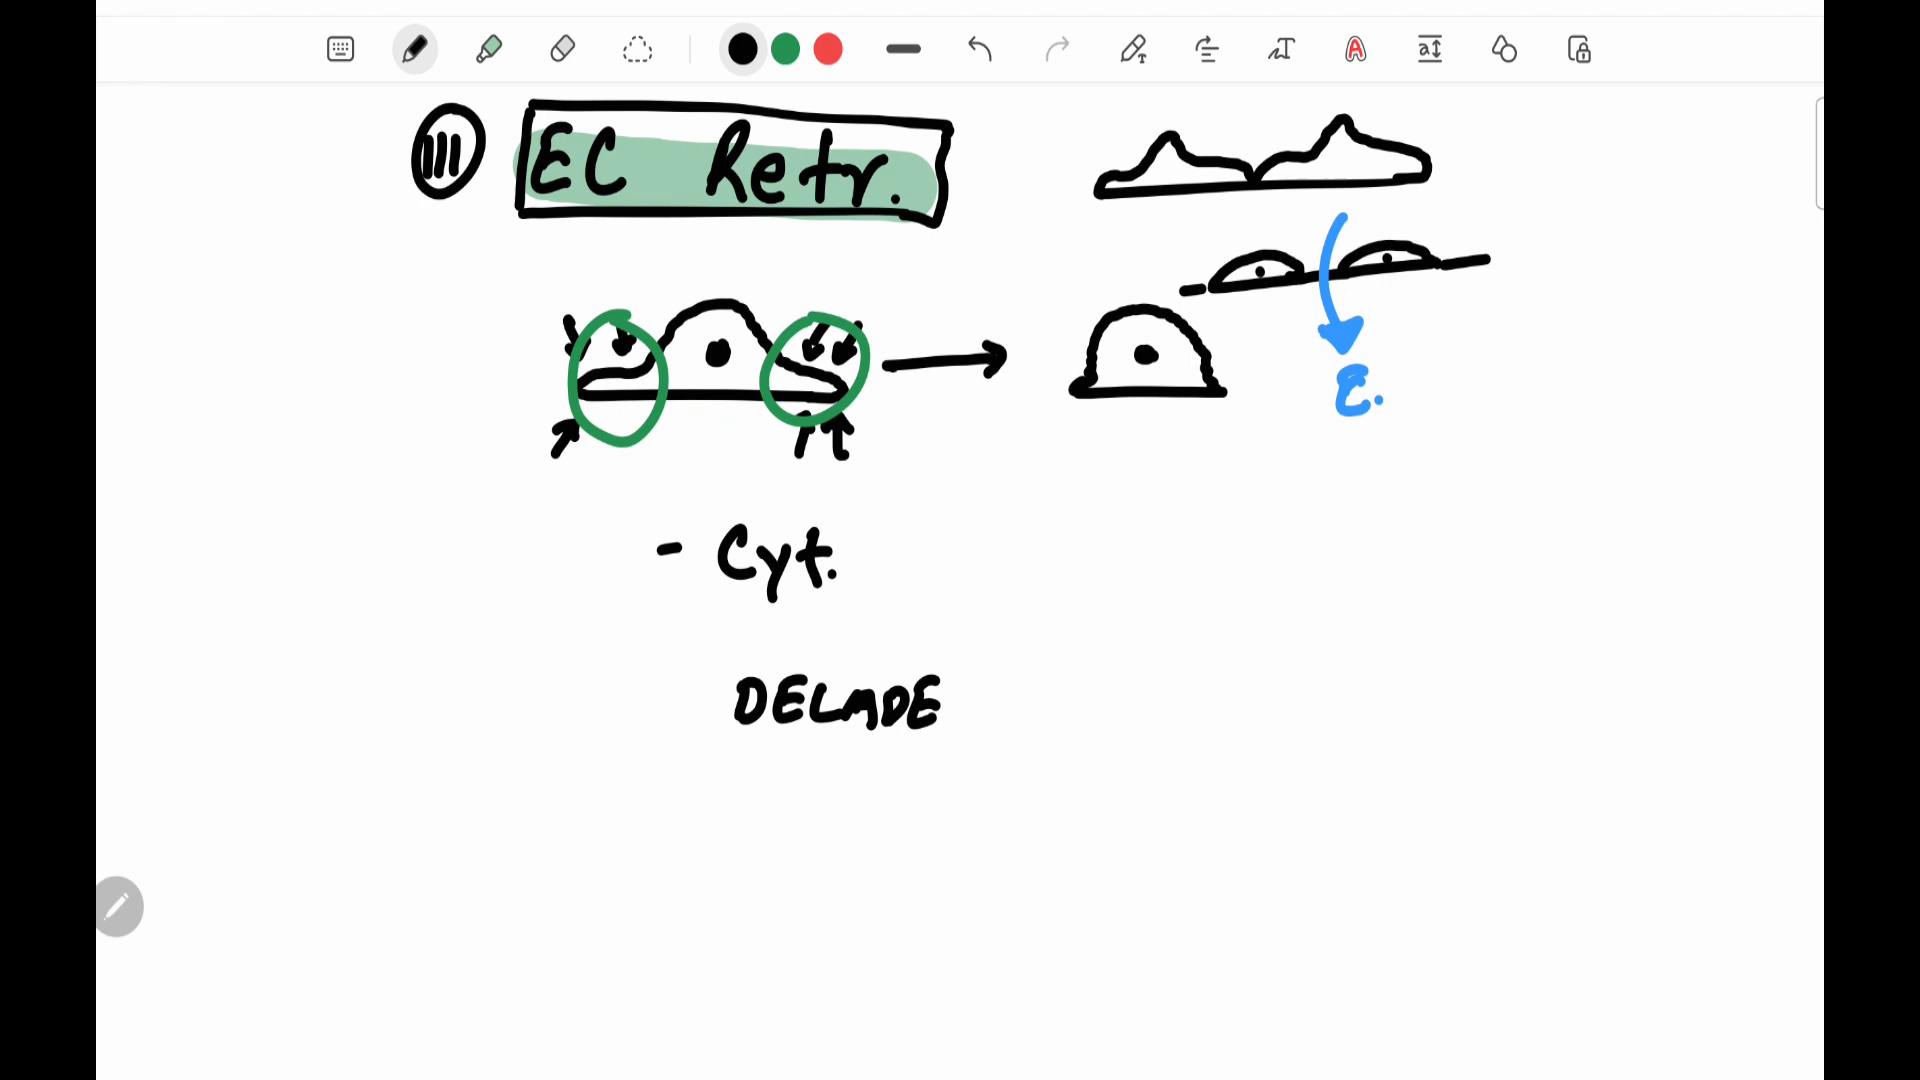 III
EC Retr.
E.
- Cyt.
DELADE